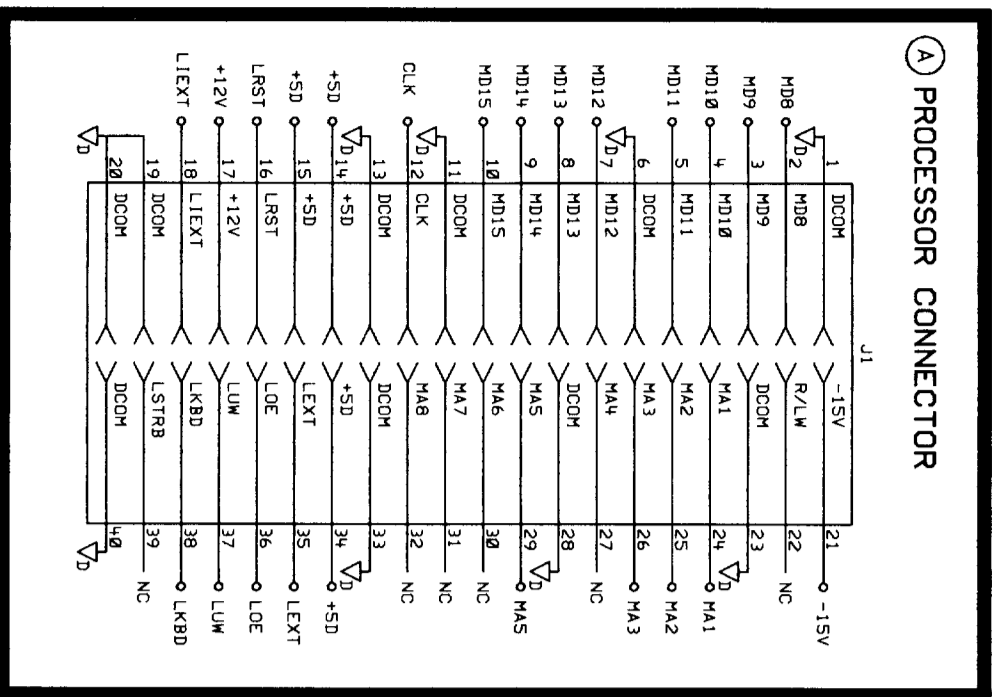 A PROCESSOR CONNECTOR
J1
1 DCOM -15V 21 -15V
MD8 2 MD8 R/LW 22 NC
MD9 3 MD9 DCOM 23
MD10 4 MD10 MA1 24 MA1
MD11 5 MD11 MA2 25 MA2
6 DCOM MA3 26 MA3
MD12 7 MD12 MA4 27 NC
MD13 8 MD13 DCOM 28
MD14 9 MD14 MA5 29 MA5
MD15 10 MD15 MA6 30 NC
11 DCOM MA7 31 NC
CLK 12 CLK MA8 32 NC
13 DCOM DCOM 33
+5D 14 +5D +5D 34 +5D
+5D 15 +5D LEXT 35 LEXT
LRST 16 LRST LOE 36 LOE
+12V 17 +12V LUW 37 LUW
LIEXT 18 LIEXT LKBD 38 LKBD
19 DCOM LSTRB 39 NC
20 DCOM DCOM 40
D
D
D
D
D
D
D
D
D